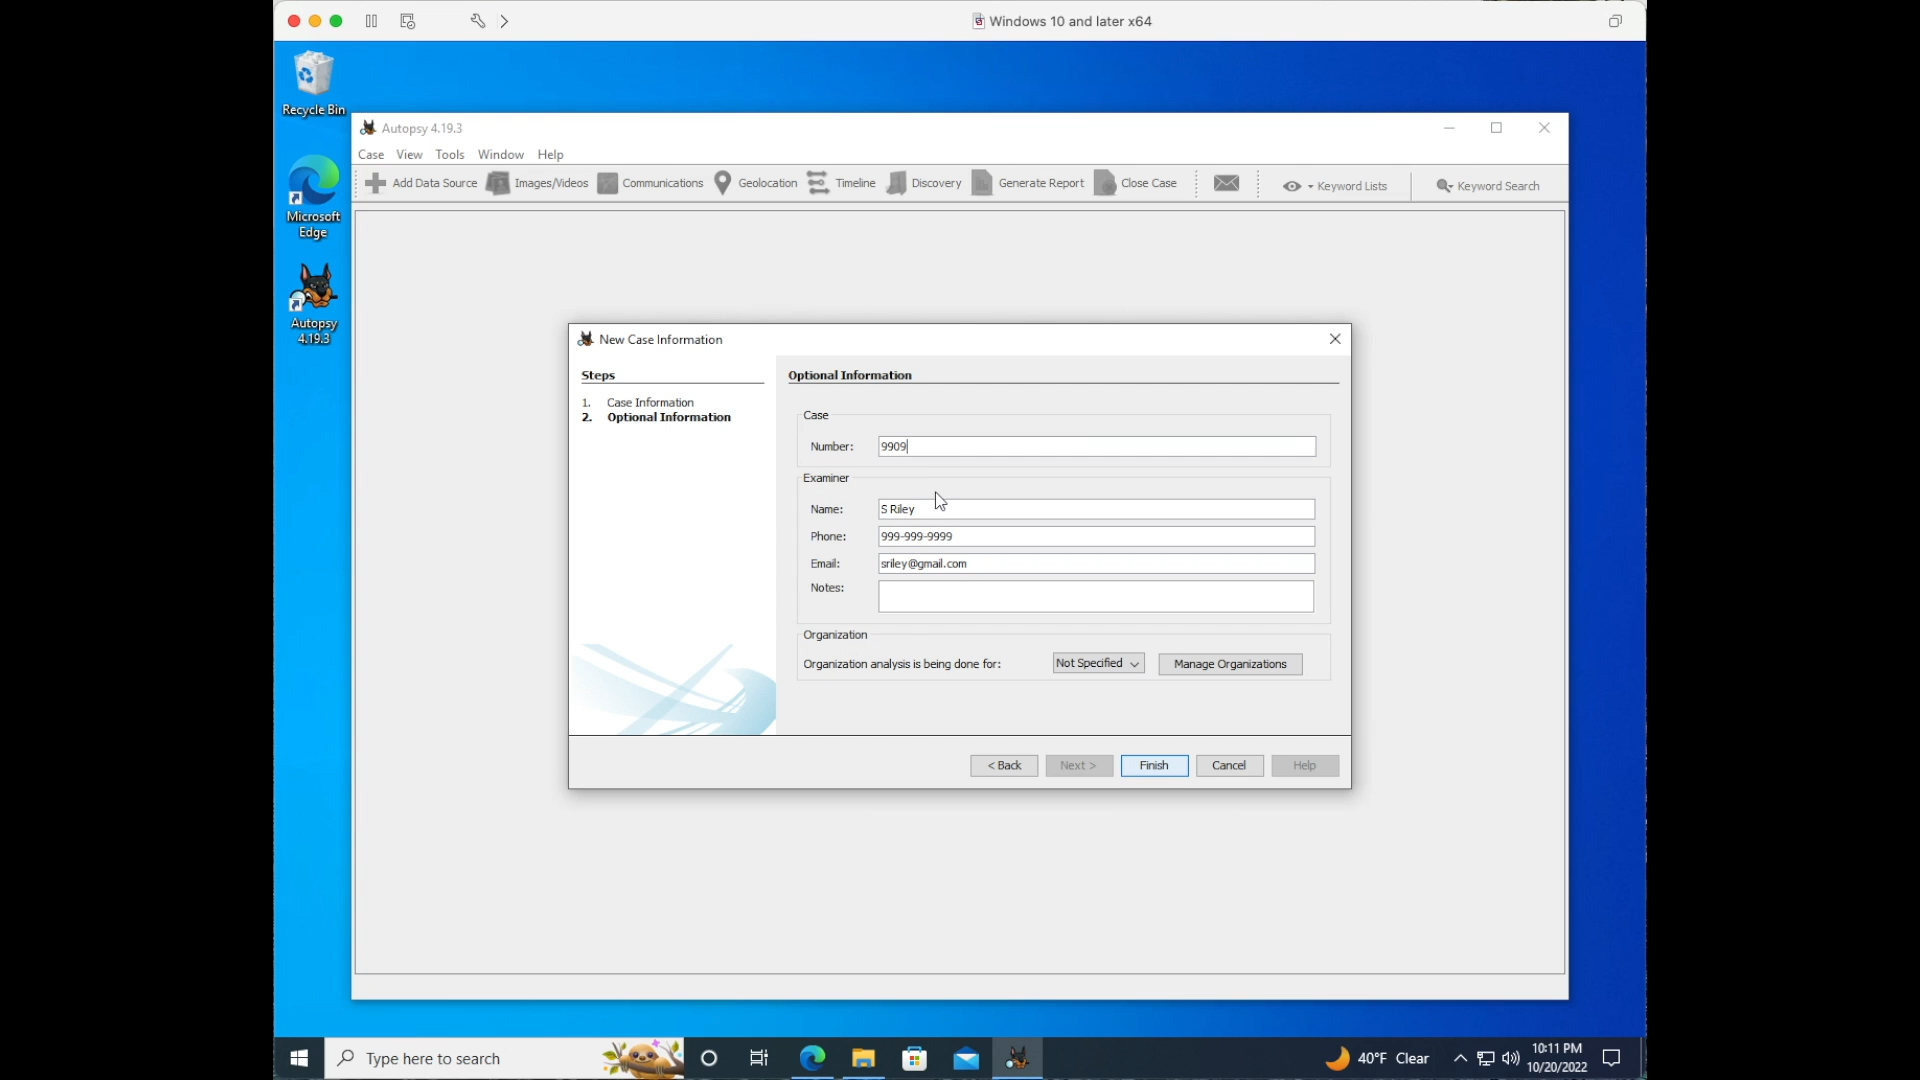 Windows 10 and later x64
Recycle Bin
Microsoft
Edge
Autopsy
4.19.3
Autopsy 4.19.3
Case View Tools Window Help
Add Data Source Images/Videos Communications Geolocation Timeline Discovery Generate Report Close Case Keyword Lists Keyword Search
New Case Information
Steps
1. Case Information
2. Optional Information
Optional Information
Case
Number: 9909
Examiner
Name: S Riley
Phone: 999-999-9999
Email: sriley@gmail.com
Notes:
Organization
Organization analysis is being done for: Not Specified Manage Organizations
< Back Next > Finish Cancel Help
Type here to search
40°F Clear
10:11 PM
10/20/2022